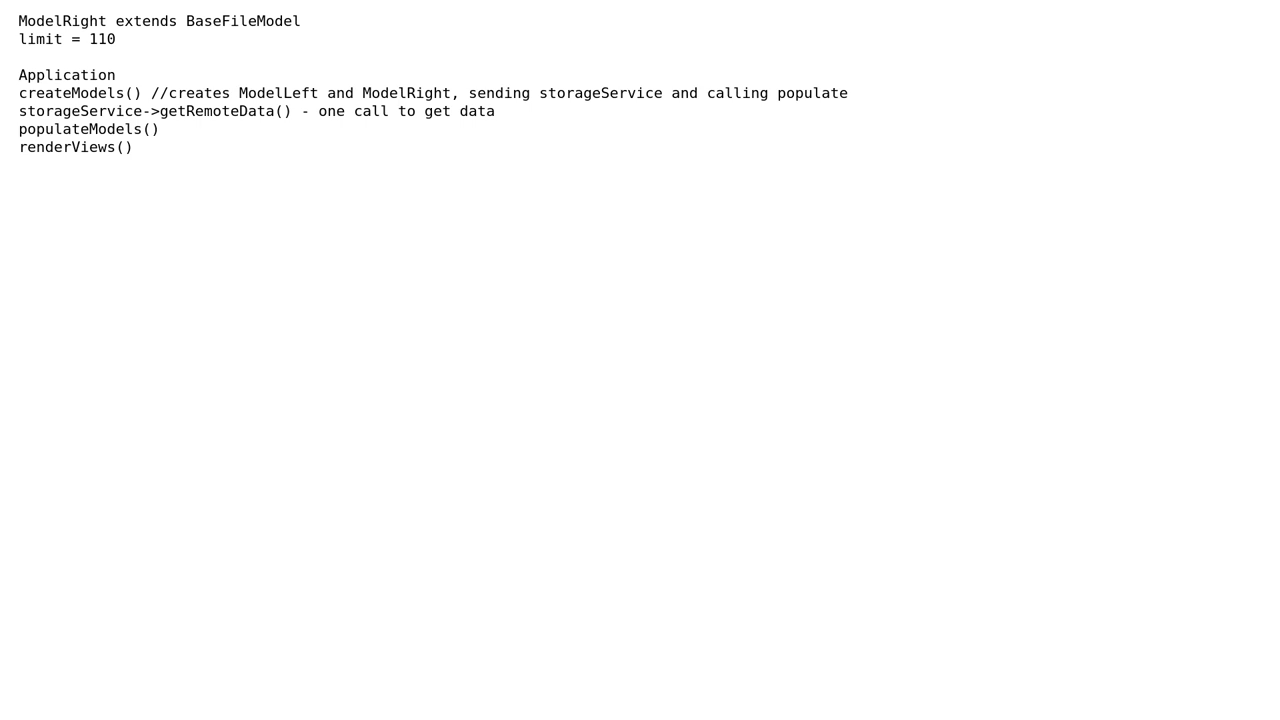 ModelRight extends BaseFileModel
limit = 110

Application
createModels() //creates ModelLeft and ModelRight, sending storageService and calling populate
storageService->getRemoteData() - one call to get data
populateModels()
renderViews()